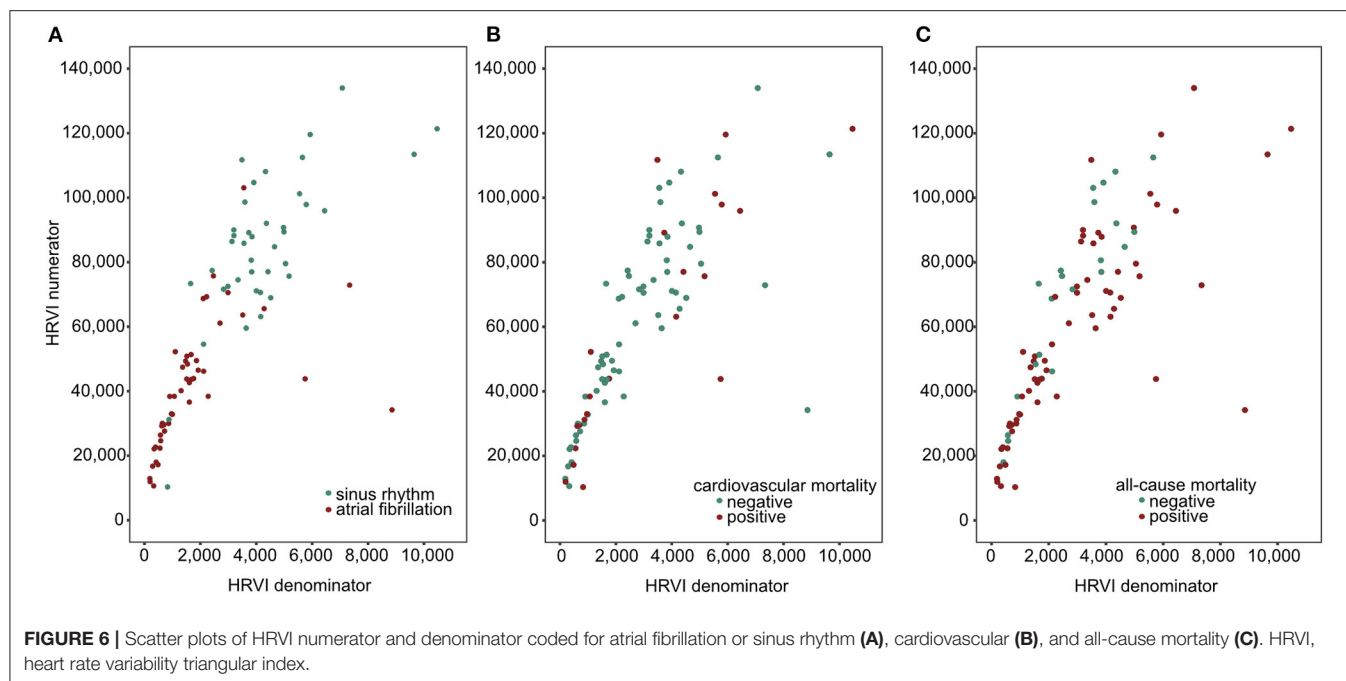 A
B
C
140,000
120,000
100,000
80,000
60,000
40,000
20,000
0
HRVI numerator
0 2,000 4,000 6,000 8,000 10,000
HRVI denominator
sinus rhythm
atrial fibrillation
140,000
120,000
100,000
80,000
60,000
40,000
20,000
0
0 2,000 4,000 6,000 8,000 10,000
HRVI denominator
cardiovascular mortality
negative
positive
140,000
120,000
100,000
80,000
60,000
40,000
20,000
0
0 2,000 4,000 6,000 8,000 10,000
HRVI denominator
all-cause mortality
negative
positive
FIGURE 6 | Scatter plots of HRVI numerator and denominator coded for atrial fibrillation or sinus rhythm (A), cardiovascular (B), and all-cause mortality (C). HRVI,
heart rate variability triangular index.